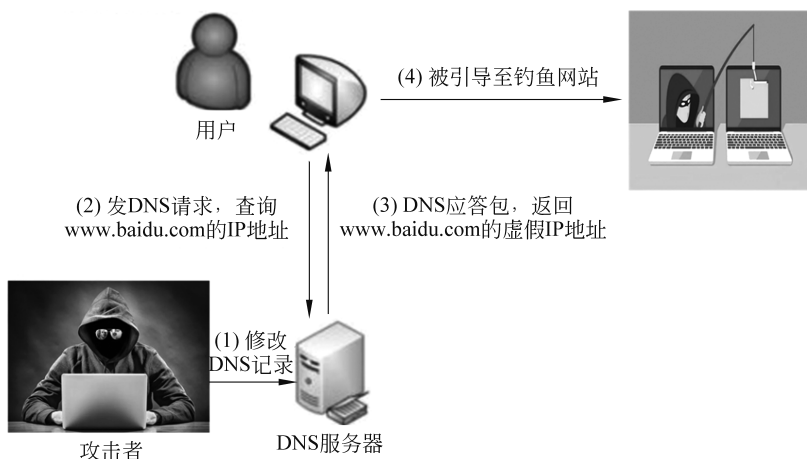 用户
(4) 被引导至钓鱼网站
(2) 发DNS请求，查询
www.baidu.com的IP地址
(3) DNS应答包，返回
www.baidu.com的虚假IP地址
(1) 修改
DNS记录
攻击者
DNS服务器